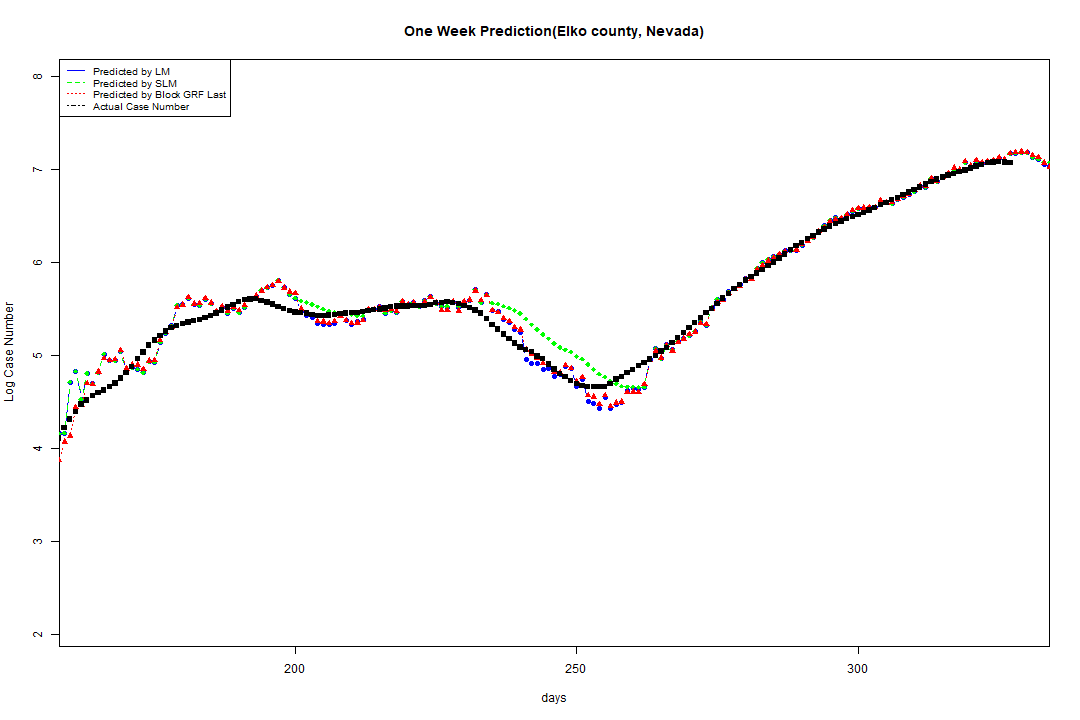 One Week Prediction(Elko county, Nevada)
Predicted by LM
Predicted by SLM
Predicted by Block GRF Last
Actual Case Number
8
7
6
5
4
3
2
Log Case Number
200 250 300
days